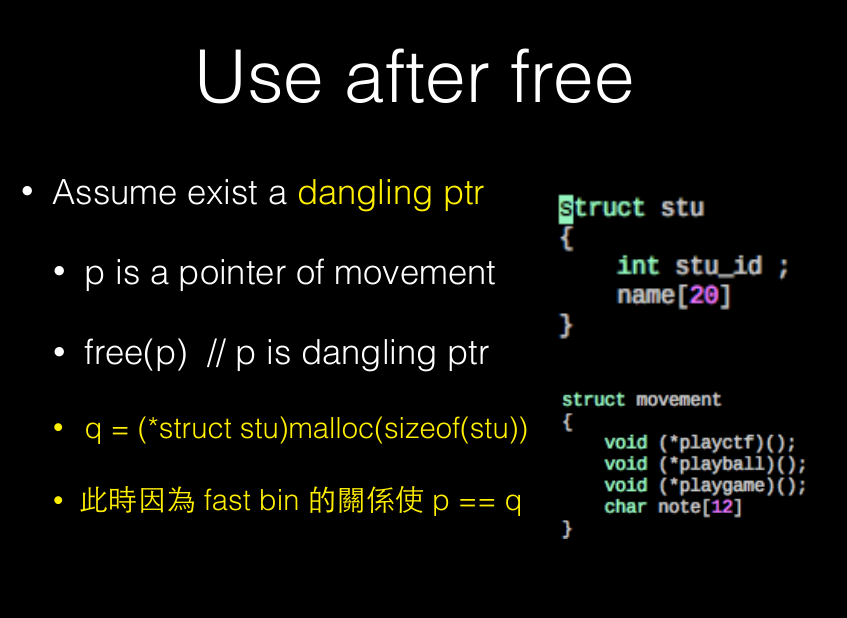 Use after free
• Assume exist a dangling ptr
• p is a pointer of movement
• free(p) // p is dangling ptr
• q = (*struct stu)malloc(sizeof(stu))
• 此時因為 fast bin 的關係使 p == q
struct stu
{
int stu_id ;
name[20]
}
struct movement
{
void (*playctf)();
void (*playball)();
void (*playgame)();
char note[12]
}